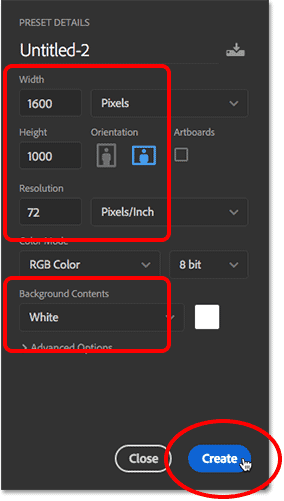 PRESET DETAILS
Untitled-2
Width
1600 Pixels
Height Orientation Artboards
1000
Resolution
72 Pixels/Inch
Color Mode
RGB Color 8 bit
Background Contents
White
Advanced Options
Close Create